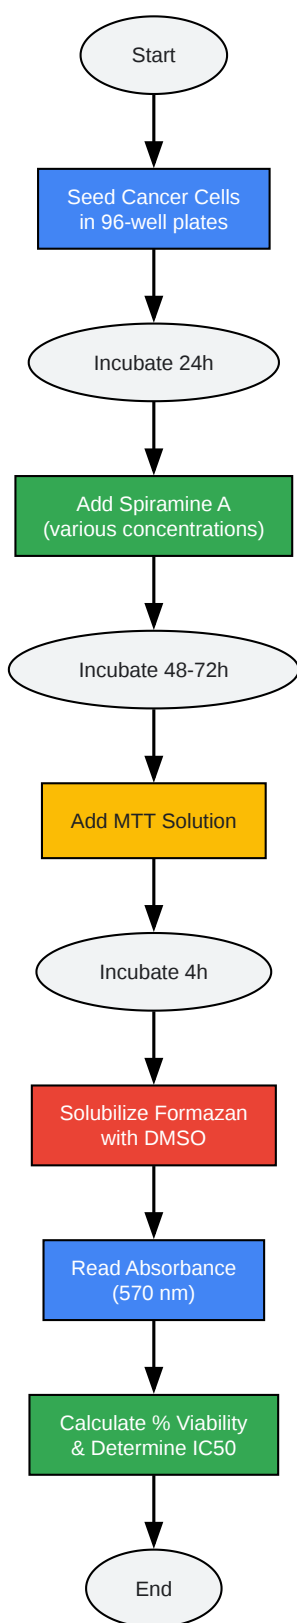 Start
Seed Cancer Cells
in 96-well plates
Incubate 24h
Add Spiramine A
(various concentrations)
Incubate 48-72h
Add MTT Solution
Incubate 4h
Solubilize Formazan
with DMSO
Read Absorbance
(570 nm)
Calculate % Viability
& Determine IC50
End